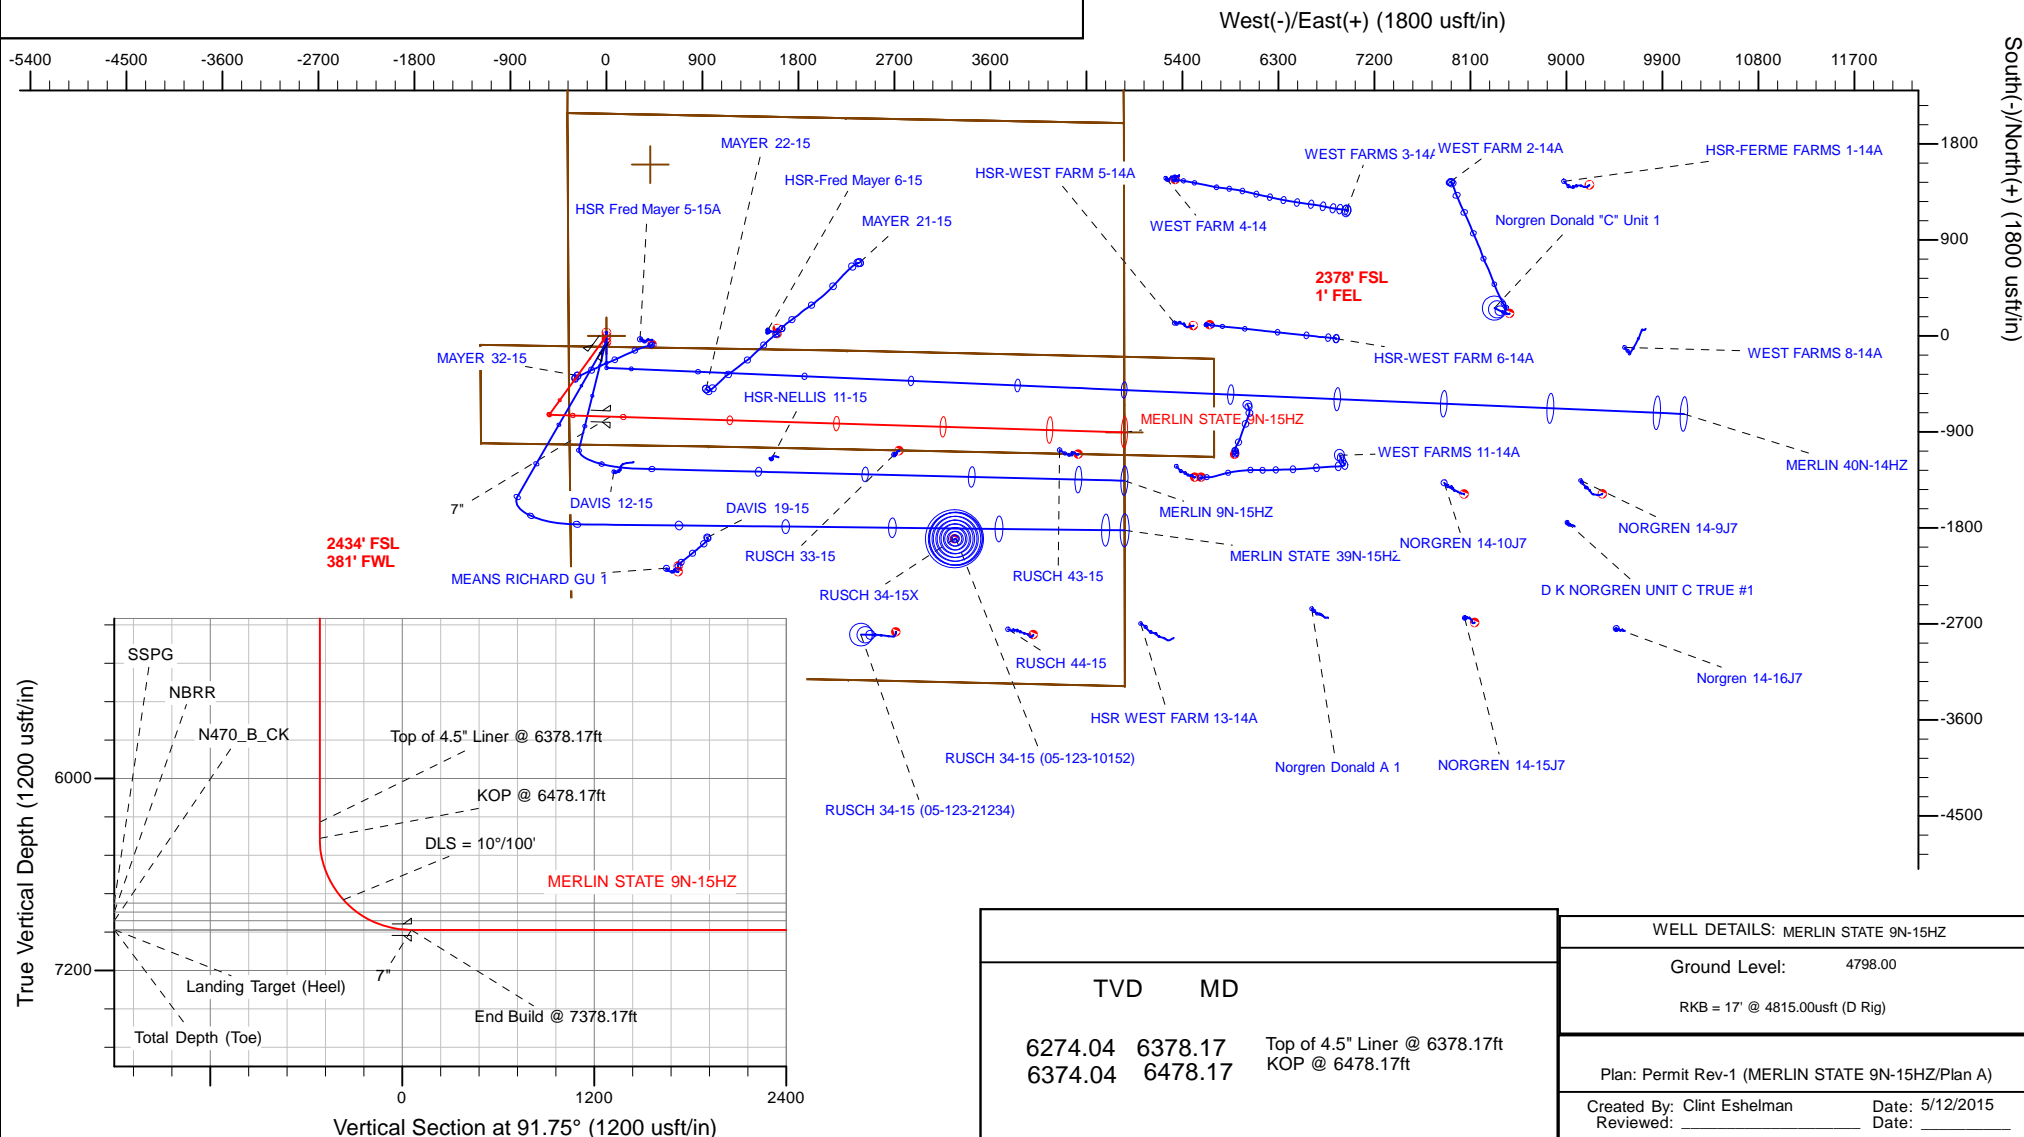 West(-)/East(+) (1800 usft/in)
-5400 -4500 -3600 -2700 -1800 -900 0 900 1800 2700 3600 5400 6300 7200 8100 9000 9900 10800 11700
South(-)/North(+) (1800 usft/in)
1800
900
0
-900
-1800
-2700
-3600
-4500
MAYER 22-15
HSR-Fred Mayer 6-15
HSR Fred Mayer 5-15A
MAYER 21-15
HSR-WEST FARM 5-14A
WEST FARMS 3-14A
WEST FARM 2-14A
HSR-FERME FARMS 1-14A
WEST FARM 4-14
Norgren Donald "C" Unit 1
2378' FSL
1' FEL
MAYER 32-15
HSR-WEST FARM 6-14A
WEST FARMS 8-14A
HSR-NELLIS 11-15
MERLIN STATE 9N-15HZ
WEST FARMS 11-14A
MERLIN 40N-14HZ
7"
DAVIS 12-15
DAVIS 19-15
MERLIN 9N-15HZ
NORGREN 14-9J7
2434' FSL
381' FWL
RUSCH 33-15
MERLIN STATE 39N-15HZ
NORGREN 14-10J7
MEANS RICHARD GU 1
RUSCH 34-15X
RUSCH 43-15
D K NORGREN UNIT C TRUE #1
RUSCH 44-15
Norgren 14-16J7
HSR WEST FARM 13-14A
RUSCH 34-15 (05-123-10152)
Norgren Donald A 1
NORGREN 14-15J7
RUSCH 34-15 (05-123-21234)
True Vertical Depth (1200 usft/in)
6000
7200
SSPG
NBRR
N470_B_CK
Top of 4.5" Liner @ 6378.17ft
KOP @ 6478.17ft
DLS = 10°/100'
MERLIN STATE 9N-15HZ
Landing Target (Heel)
7"
End Build @ 7378.17ft
Total Depth (Toe)
0 1200 2400
Vertical Section at 91.75° (1200 usft/in)
TVD MD
6274.04 6378.17 Top of 4.5" Liner @ 6378.17ft
6374.04 6478.17 KOP @ 6478.17ft
WELL DETAILS: MERLIN STATE 9N-15HZ
Ground Level: 4798.00
RKB = 17' @ 4815.00usft (D Rig)
Plan: Permit Rev-1 (MERLIN STATE 9N-15HZ/Plan A)
Created By: Clint Eshelman Date: 5/12/2015
Reviewed: ____________________ Date: __________